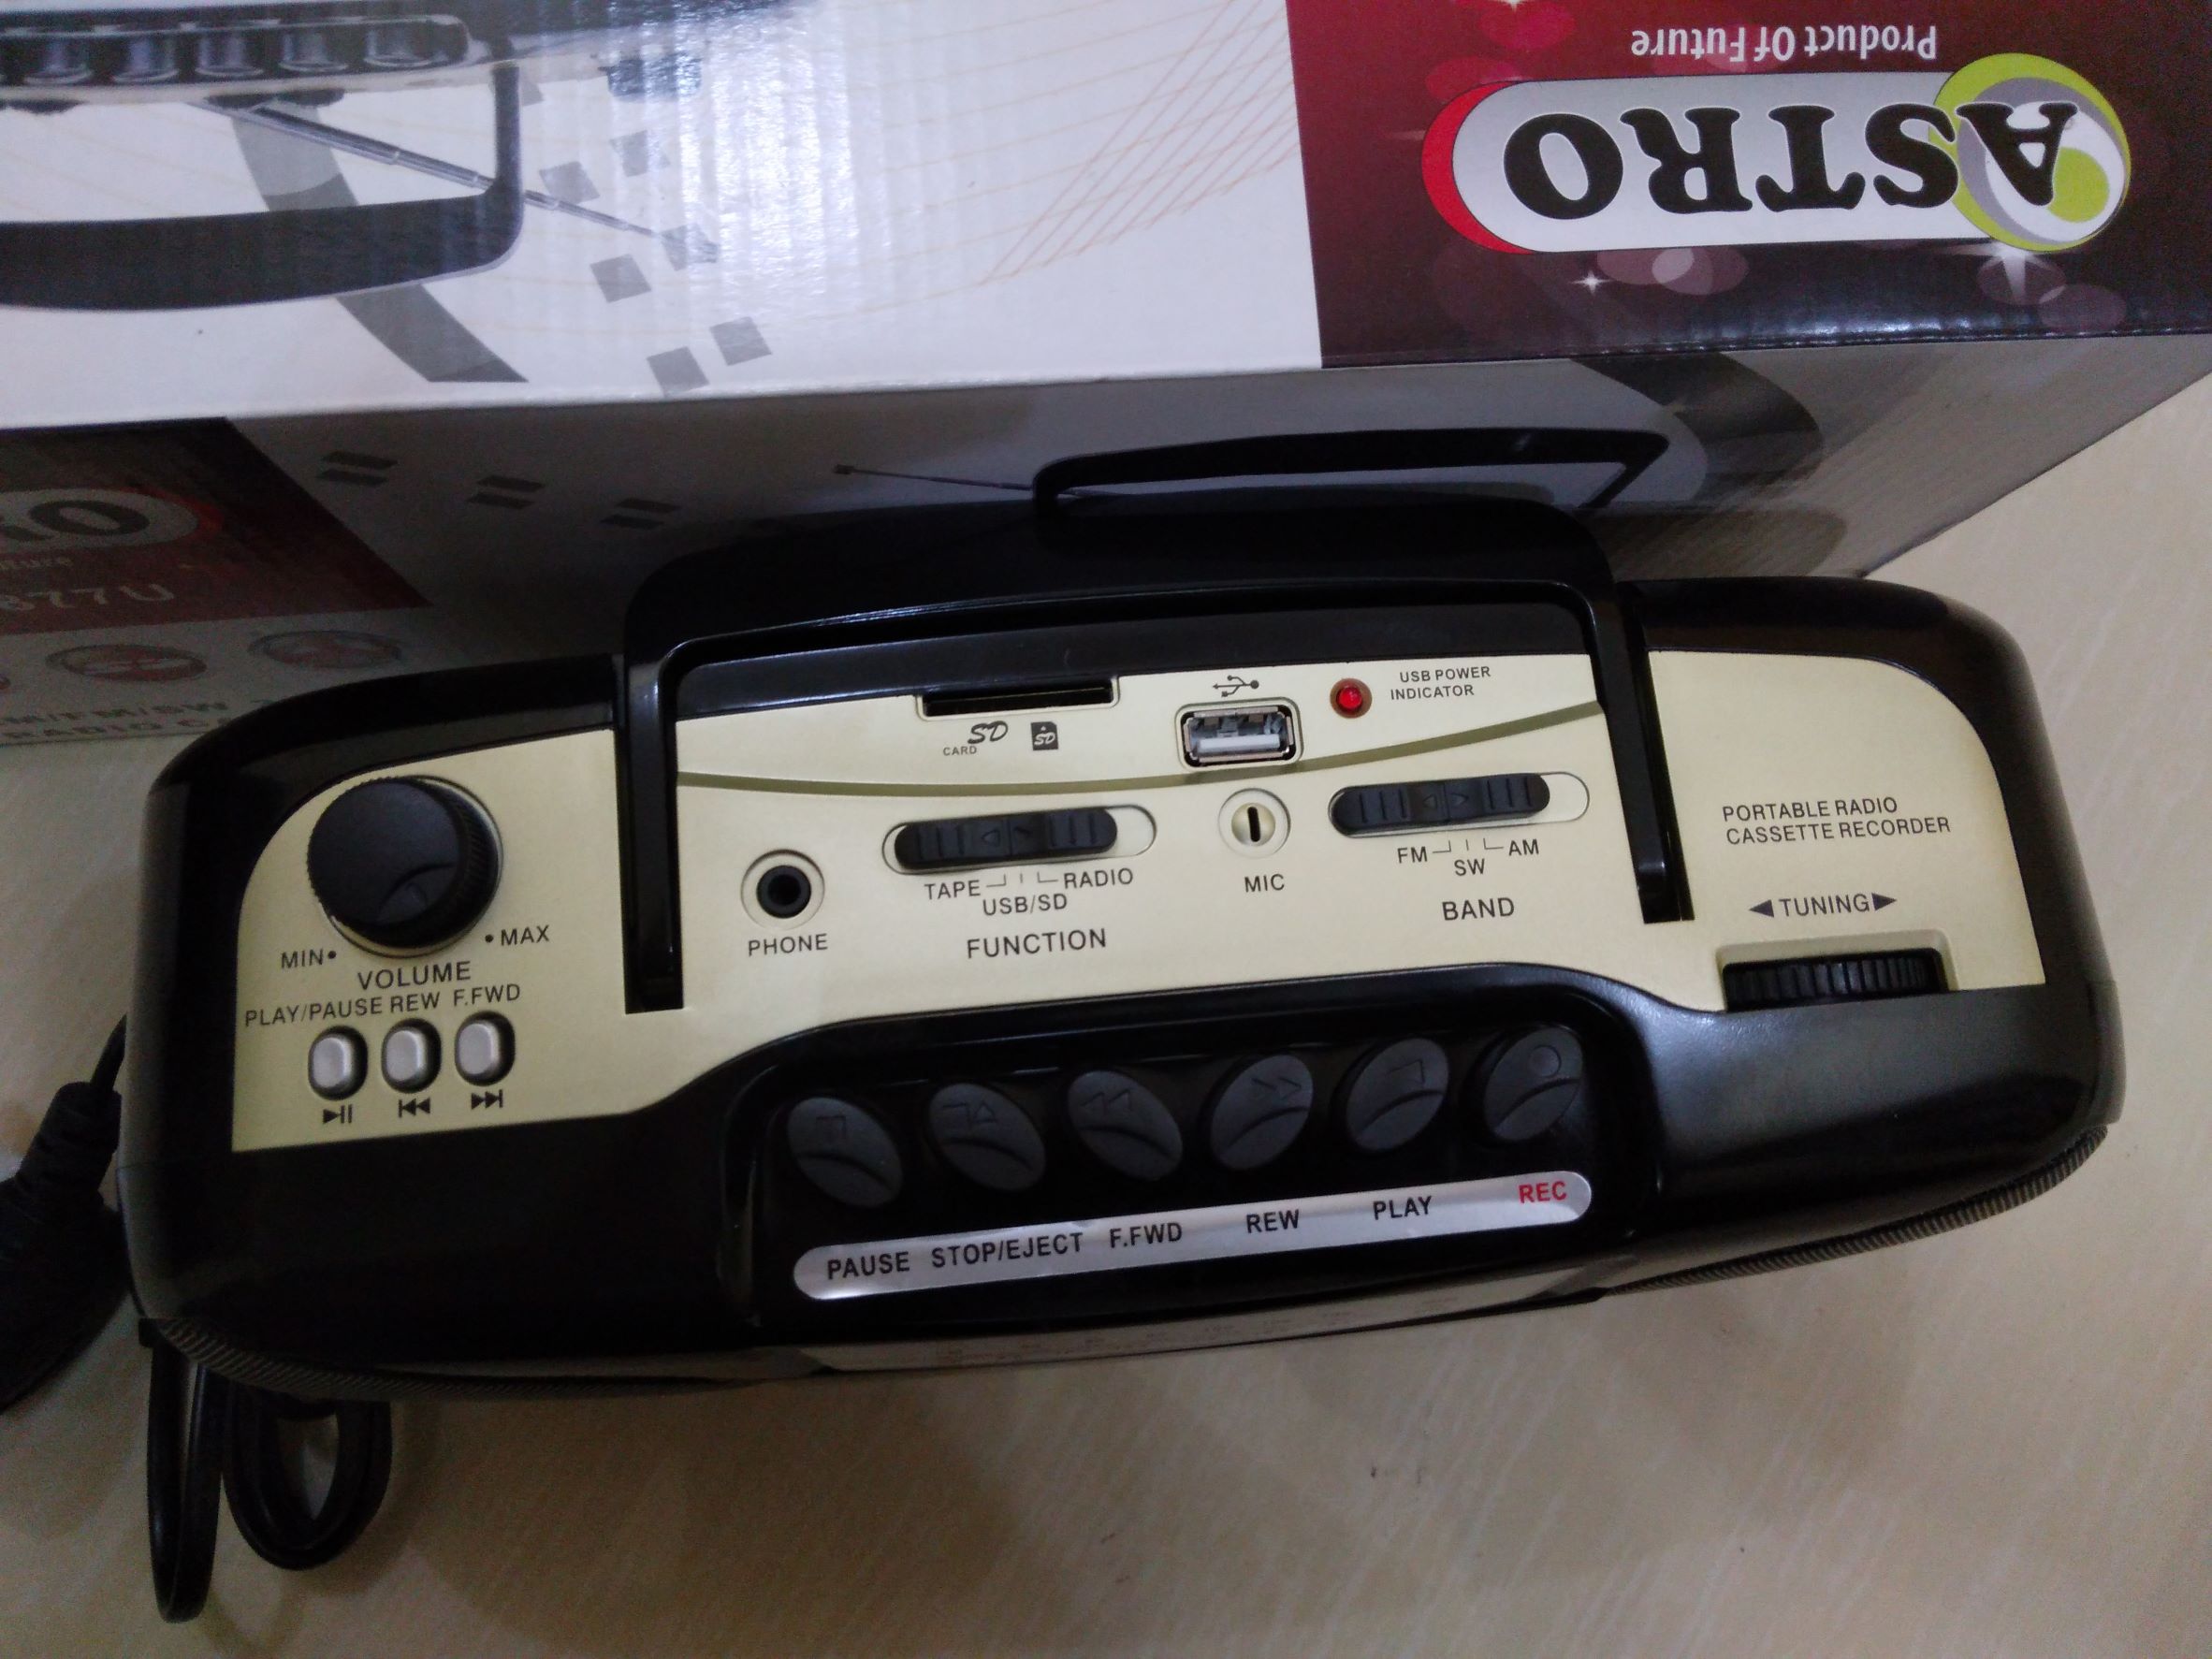 ASTRO
Product Of Future
877U
SD
CARD
SD
USB POWER
INDICATOR
PORTABLE RADIO
CASSETTE RECORDER
TUNING
MIN
MAX
VOLUME
PLAY/PAUSE REW F.FWD
PHONE
TAPE RADIO
USB/SD
FUNCTION
MIC
FM AM
SW
BAND
PAUSE STOP/EJECT F.FWD REW PLAY REC